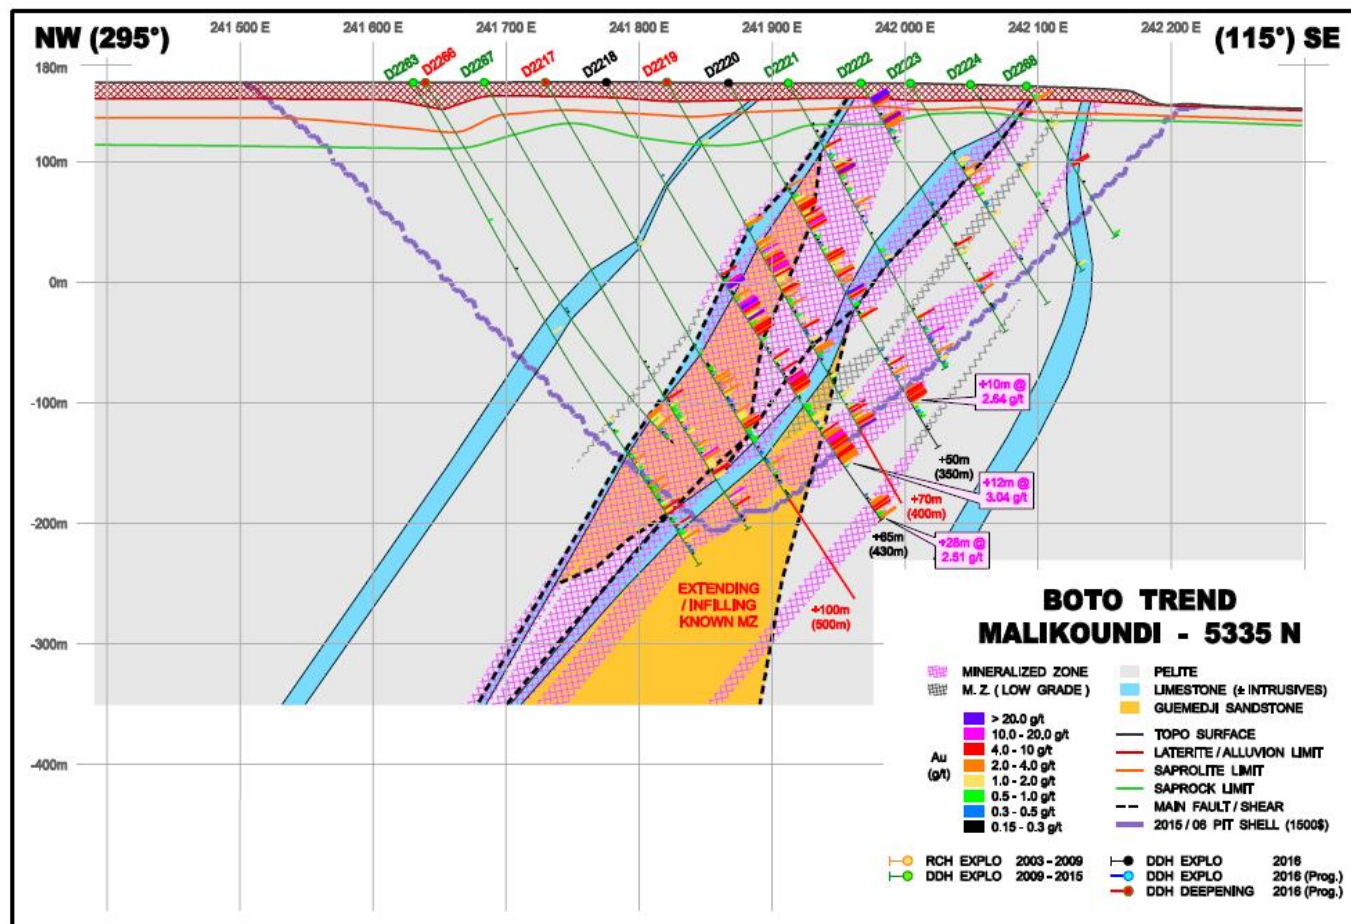 241 500 E 241 600 E 241 700 E 241 800 E 241 900 E 242 000 E 242 100 E 242 200 E
NW (295°) (115°) SE
180m
D2263 D2266 D2267 D2217 D2218 D2219 D2220 D2221 D2222 D2223 D2224 D2268
100m
0m
-100m
-200m
-300m
-400m
+10m @
2.64 g/t
+50m
(350m)
+12m @
3.04 g/t
+70m
(400m)
+65m
(430m)
+28m @
2.51 g/t
EXTENDING
/ INFILLING
KNOWN MZ
+100m
(500m)
BOTO TREND
MALIKOUNDI - 5335 N
MINERALIZED ZONE
M. Z. ( LOW GRADE )
Au
(g/t)
> 20.0 g/t
10.0 - 20.0 g/t
4.0 - 10 g/t
2.0 - 4.0 g/t
1.0 - 2.0 g/t
0.5 - 1.0 g/t
0.3 - 0.5 g/t
0.15 - 0.3 g/t
PELITE
LIMESTONE (± INTRUSIVES)
GUEMEDJI SANDSTONE
TOPO SURFACE
LATERITE / ALLUVION LIMIT
SAPROLITE LIMIT
SAPROCK LIMIT
MAIN FAULT / SHEAR
2015 / 06 PIT SHELL (1500$)
RCH EXPLO 2003 - 2009
DDH EXPLO 2009 - 2015
DDH EXPLO 2016
DDH EXPLO 2016 (Prog.)
DDH DEEPENING 2016 (Prog.)